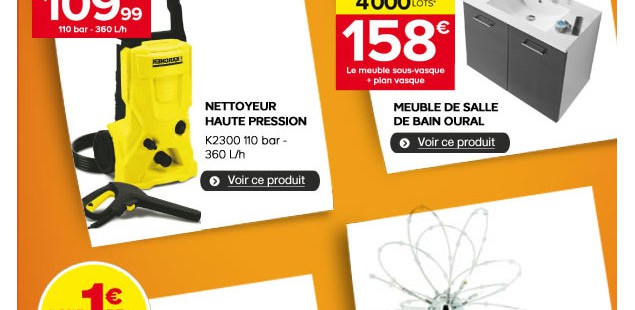 109,99
110 bar - 360 L/h
KÄRCHER
NETTOYEUR
HAUTE PRESSION
K2300 110 bar -
360 L/h
Voir ce produit
4000 LOTS*
158€
Le meuble sous-vasque
+ plan vasque
MEUBLE DE SALLE
DE BAIN OURAL
Voir ce produit
1€